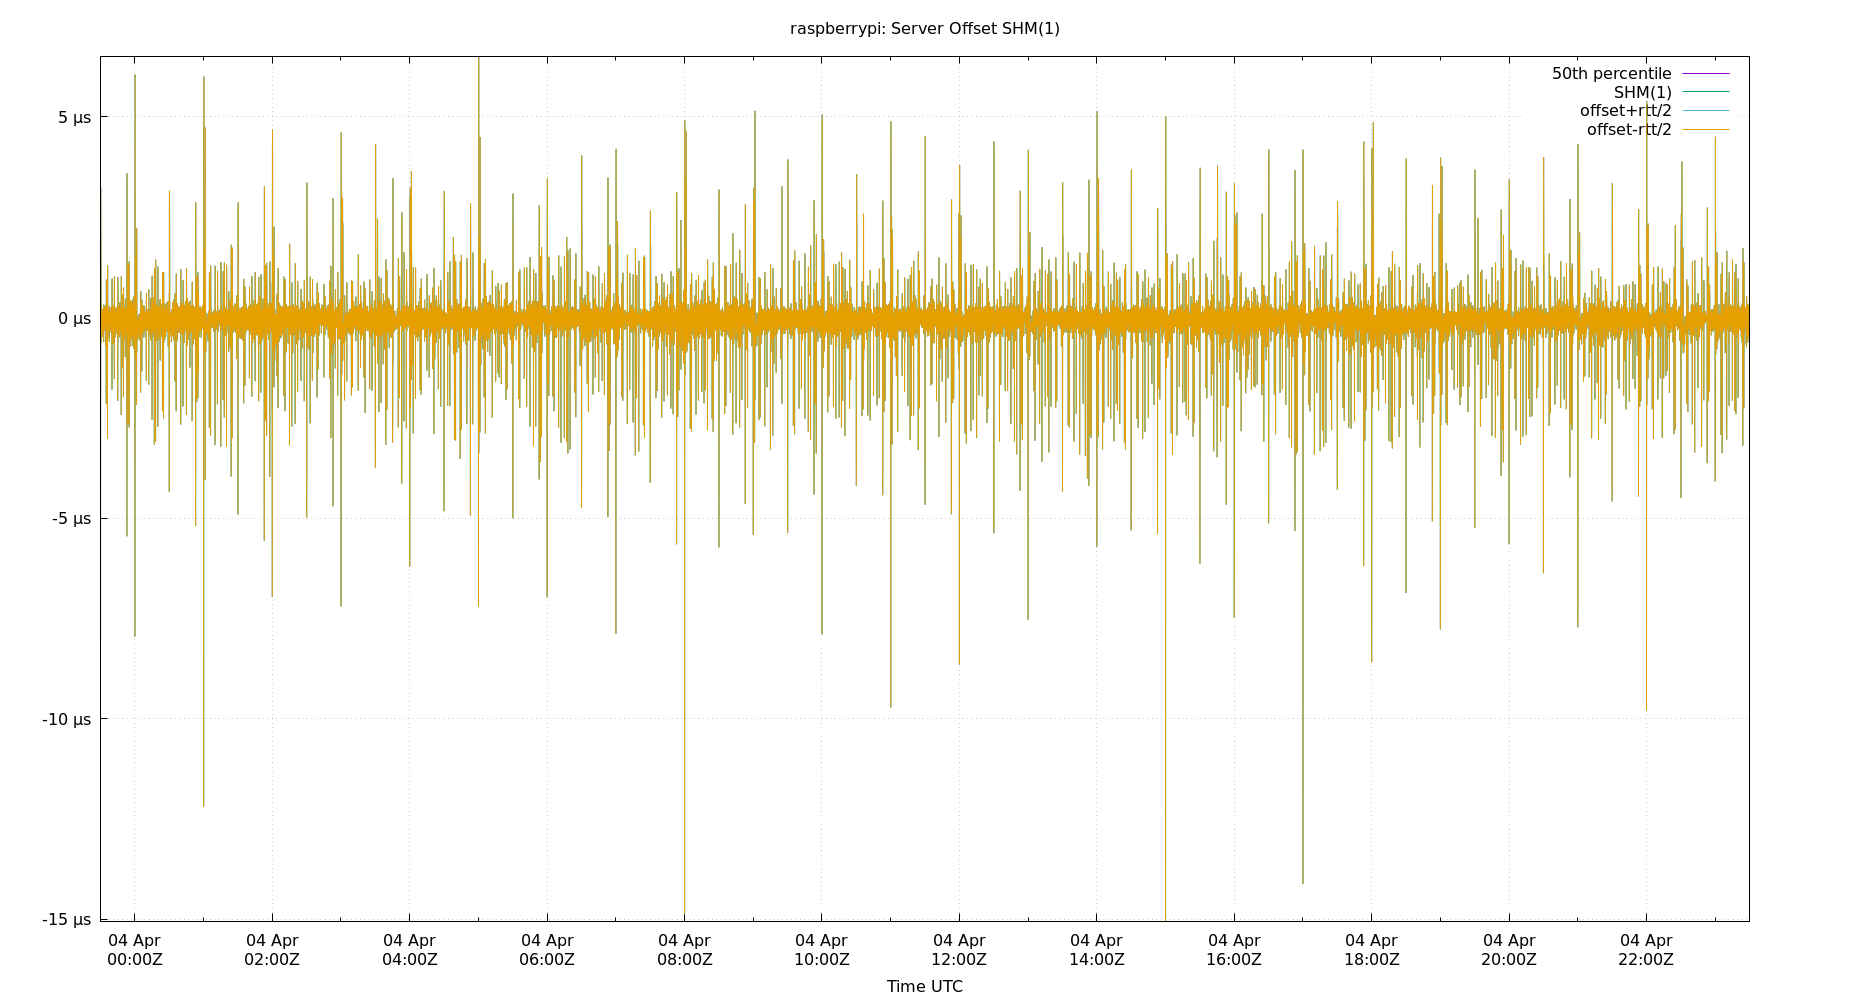 raspberrypi: Server Offset SHM(1)
50th percentile
SHM(1)
offset+rtt/2
offset-rtt/2
5 µs
0 µs
-5 µs
-10 µs
-15 µs
04 Apr 04 Apr 04 Apr 04 Apr 04 Apr 04 Apr 04 Apr 04 Apr 04 Apr 04 Apr 04 Apr 04 Apr
00:00Z 02:00Z 04:00Z 06:00Z 08:00Z 10:00Z 12:00Z 14:00Z 16:00Z 18:00Z 20:00Z 22:00Z
Time UTC